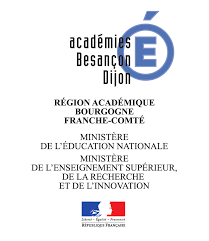 académies
Besançon
Dijon
É
RÉGION ACADÉMIQUE
BOURGOGNE
FRANCHE-COMTÉ
MINISTÈRE
DE L'ÉDUCATION NATIONALE
MINISTÈRE
DE L'ENSEIGNEMENT SUPÉRIEUR,
DE LA RECHERCHE
ET DE L'INNOVATION
Liberté • Égalité • Fraternité
RÉPUBLIQUE FRANÇAISE